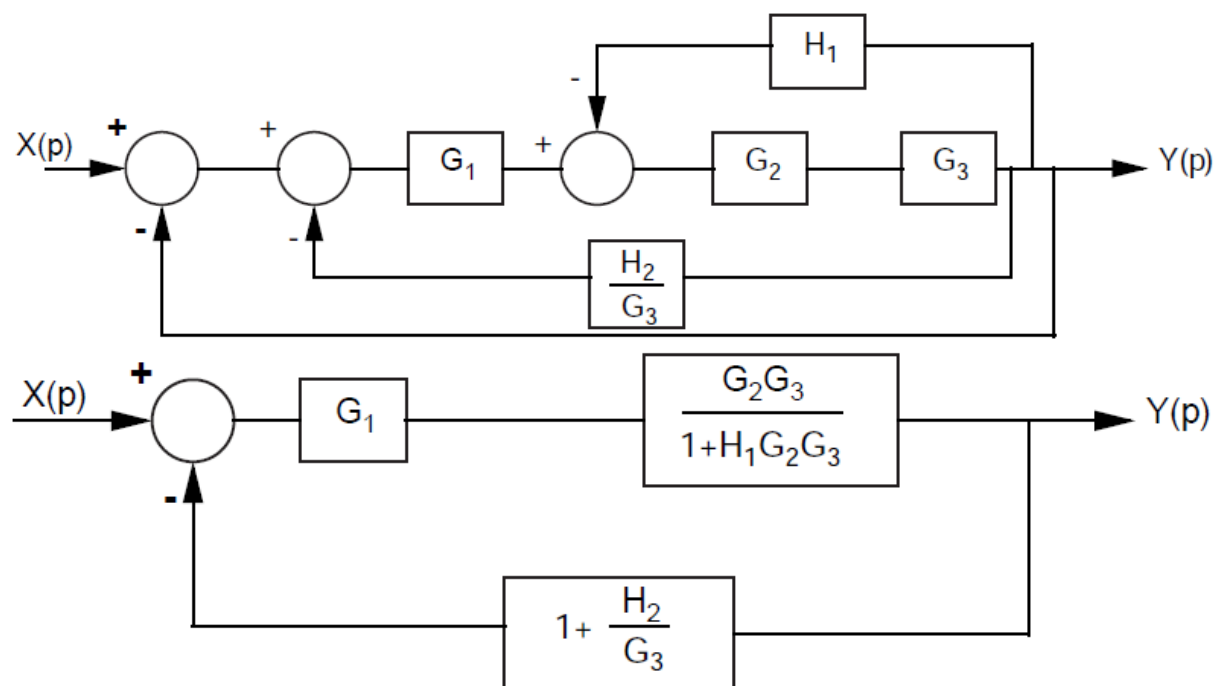 H₁
-
+
+
+
X(p)
G₁
G₂
G₃
Y(p)
-
-
H₂
G₃
+
X(p)
G₁
G₂G₃
1+H₁G₂G₃
Y(p)
-
1+ H₂
G₃